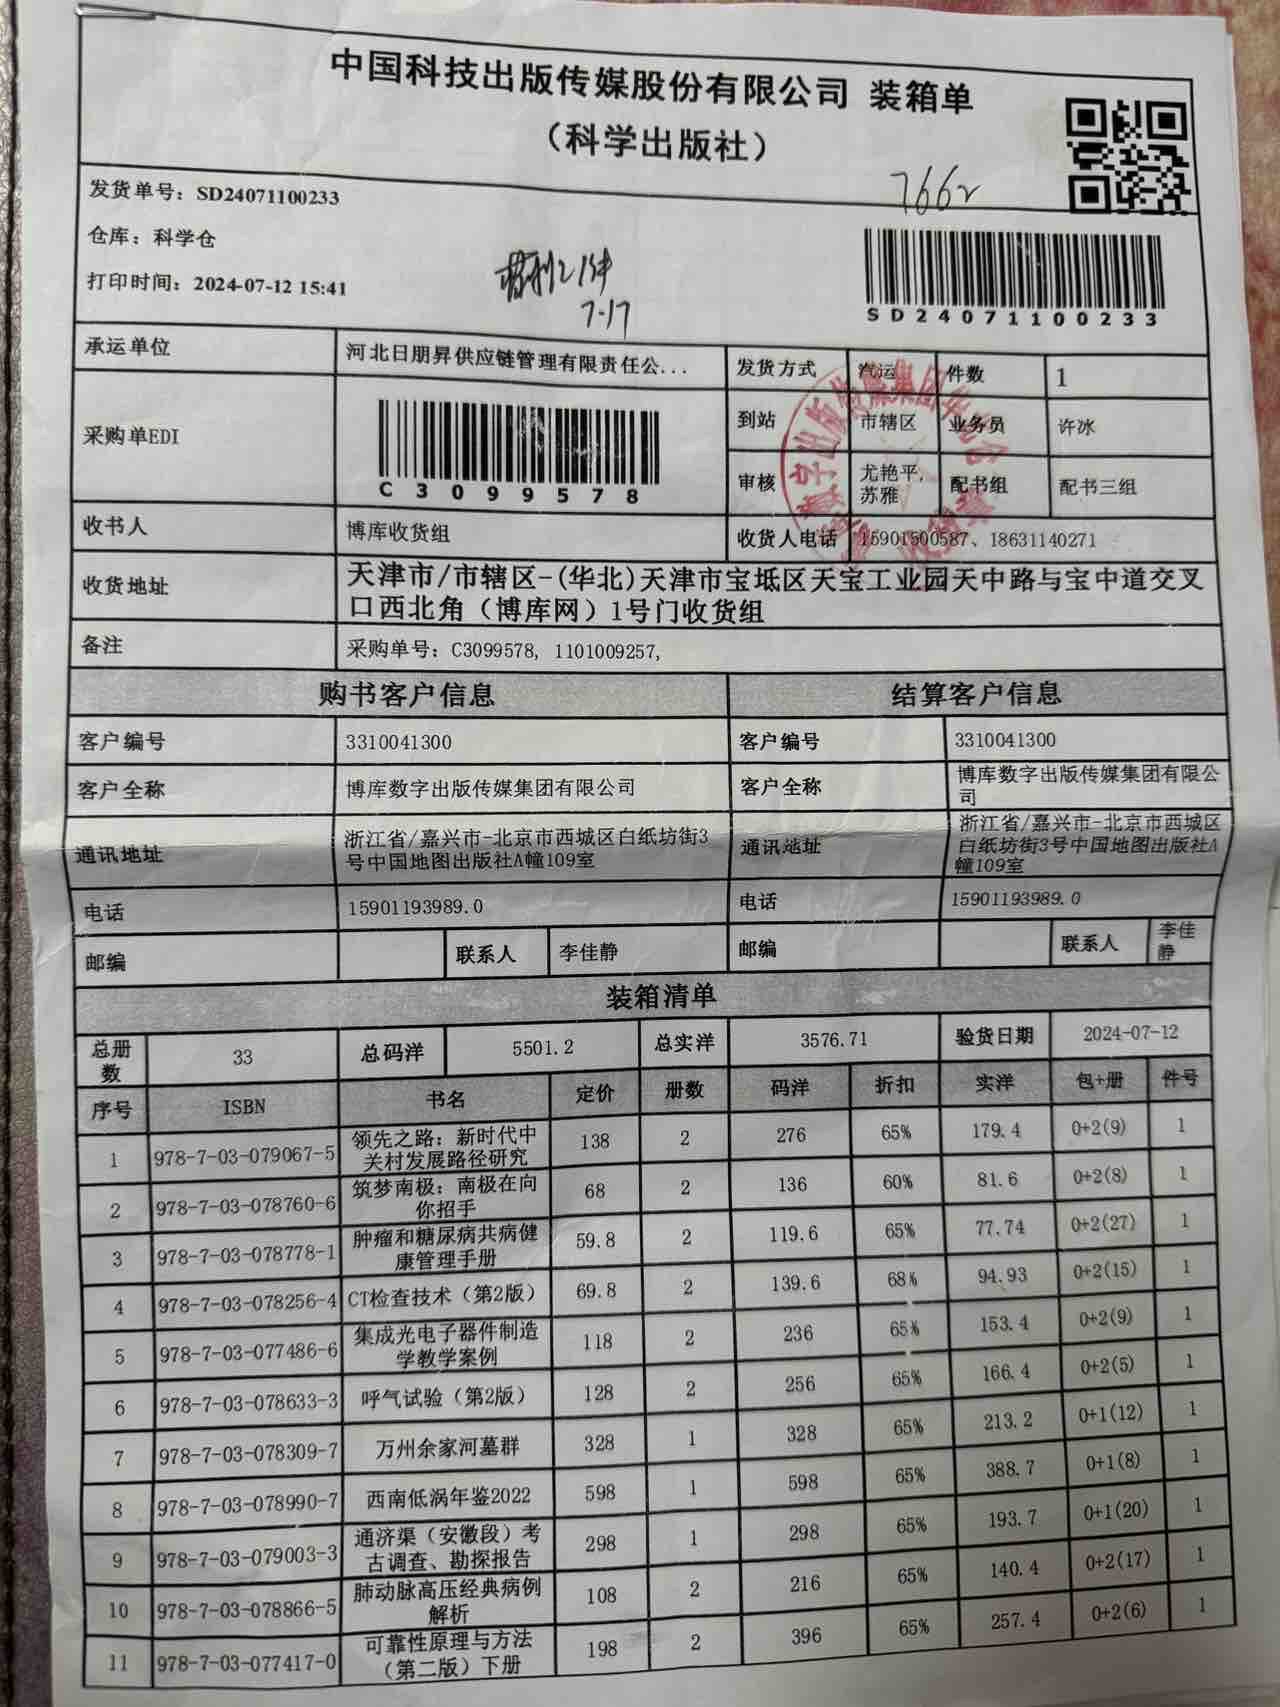 中国科技出版传媒股份有限公司 装箱单
（科学出版社）
7662
发货单号：SD24071100233
仓库：科学仓
打印时间：2024-07-12 15:41
7-17
SD24071100233
承运单位 河北日朋昇供应链管理有限责任公... 发货方式 汽运 件数 1
采购单EDI C3099578 到站 市辖区 业务员 许冰
审核 尤艳平,苏雅 配书组 配书三组
收书人 博库收货组 收货人电话 15901500587、18631140271
收货地址 天津市/市辖区-(华北)天津市宝坻区天宝工业园天中路与宝中道交叉
口西北角（博库网）1号门收货组
备注 采购单号：C3099578, 1101009257,
购书客户信息 结算客户信息
客户编号 3310041300 客户编号 3310041300
客户全称 博库数字出版传媒集团有限公司 客户全称 博库数字出版传媒集团有限公司
通讯地址 浙江省/嘉兴市-北京市西城区白纸坊街3号中国地图出版社A幢109室 通讯地址 浙江省/嘉兴市-北京市西城区白纸坊街3号中国地图出版社A幢109室
电话 15901193989.0 电话 15901193989.0
邮编 联系人 李佳静 邮编 联系人 李佳静
装箱清单
总册数 33 总码洋 5501.2 总实洋 3576.71 验货日期 2024-07-12
序号 ISBN 书名 定价 册数 码洋 折扣 实洋 包+册 件号
1 978-7-03-079067-5 领先之路：新时代中关村发展路径研究 138 2 276 65% 179.4 0+2(9) 1
2 978-7-03-078760-6 筑梦南极：南极在向你招手 68 2 136 60% 81.6 0+2(8) 1
3 978-7-03-078778-1 肿瘤和糖尿病共病健康管理手册 59.8 2 119.6 65% 77.74 0+2(27) 1
4 978-7-03-078256-4 CT检查技术（第2版） 69.8 2 139.6 68% 94.93 0+2(15) 1
5 978-7-03-077486-6 集成光电子器件制造学教学案例 118 2 236 65% 153.4 0+2(9) 1
6 978-7-03-078633-3 呼气试验（第2版） 128 2 256 65% 166.4 0+2(5) 1
7 978-7-03-078309-7 万州余家河墓群 328 1 328 65% 213.2 0+1(12) 1
8 978-7-03-078990-7 西南低涡年鉴2022 598 1 598 65% 388.7 0+1(8) 1
9 978-7-03-079003-3 通济渠（安徽段）考古调查、勘探报告 298 1 298 65% 193.7 0+1(20) 1
10 978-7-03-078866-5 肺动脉高压经典病例解析 108 2 216 65% 140.4 0+2(17) 1
11 978-7-03-077417-0 可靠性原理与方法（第二版）下册 198 2 396 65% 257.4 0+2(6) 1